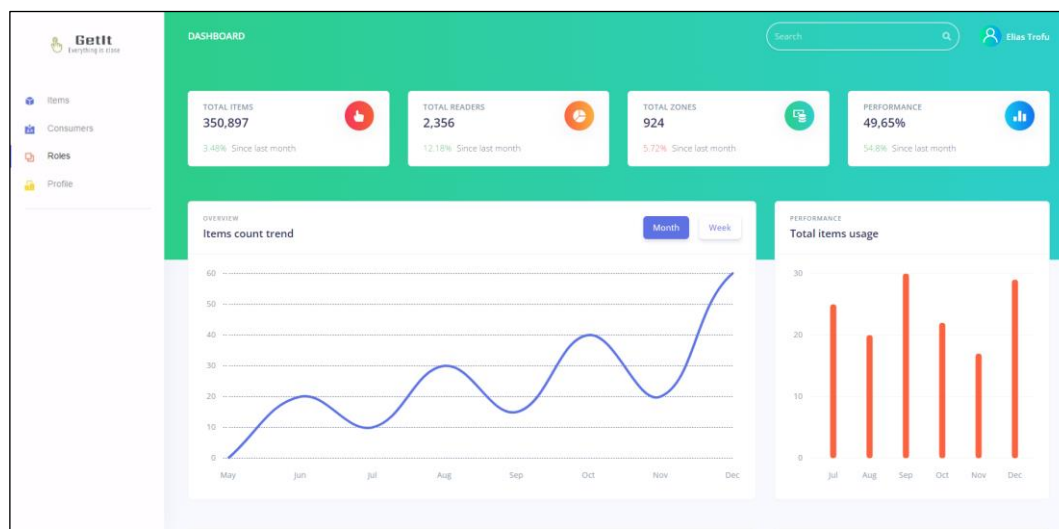 GetIt
Everything is close
Items
Consumers
Roles
Profile
DASHBOARD
Search
Elias Trofu
TOTAL ITEMS
350,897
3.48% Since last month
TOTAL READERS
2,356
12.18% Since last month
TOTAL ZONES
924
5.72% Since last month
PERFORMANCE
49,65%
54.8% Since last month
OVERVIEW
Items count trend
Month
Week
60
50
40
30
20
10
0
May Jun Jul Aug Sep Oct Nov Dec
PERFORMANCE
Total items usage
30
20
10
0
Jul Aug Sep Oct Nov Dec